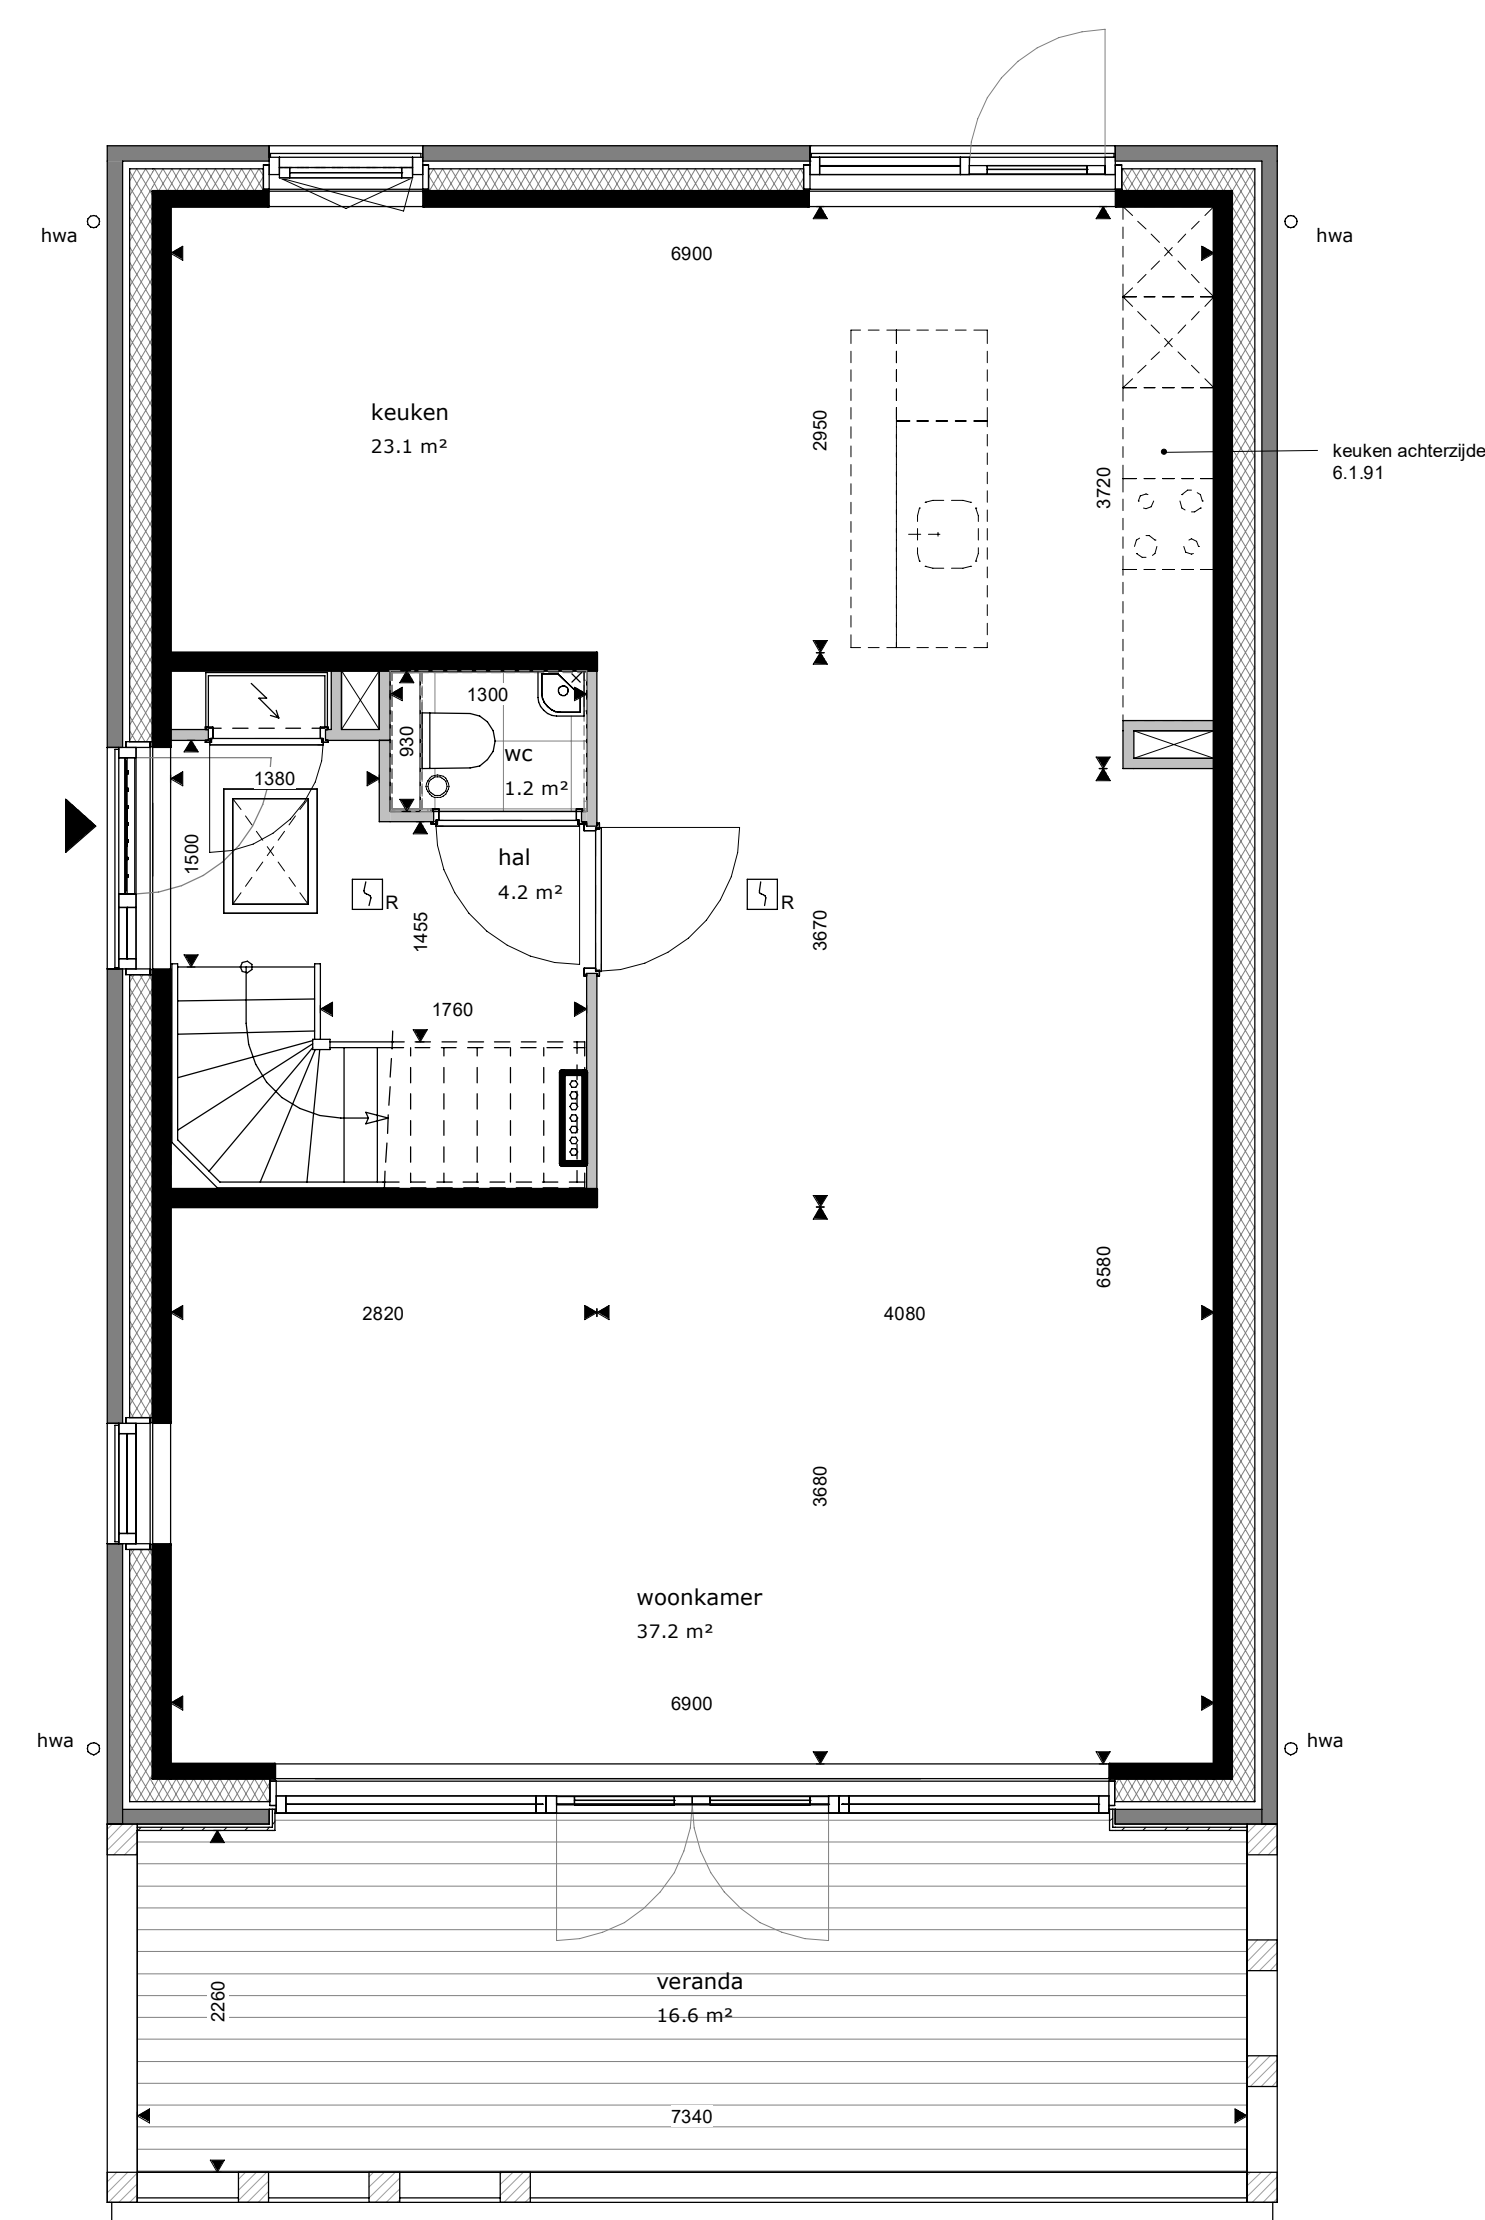 hwa
hwa
6900
keuken
23.1 m²
2950
3720
keuken achterzijde
6.1.91
1300
930
wc
1.2 m²
1380
1500
hal
4.2 m²
R
R
1455
3670
1760
6580
2820
4080
3680
woonkamer
37.2 m²
6900
hwa
hwa
veranda
16.6 m²
2260
7340